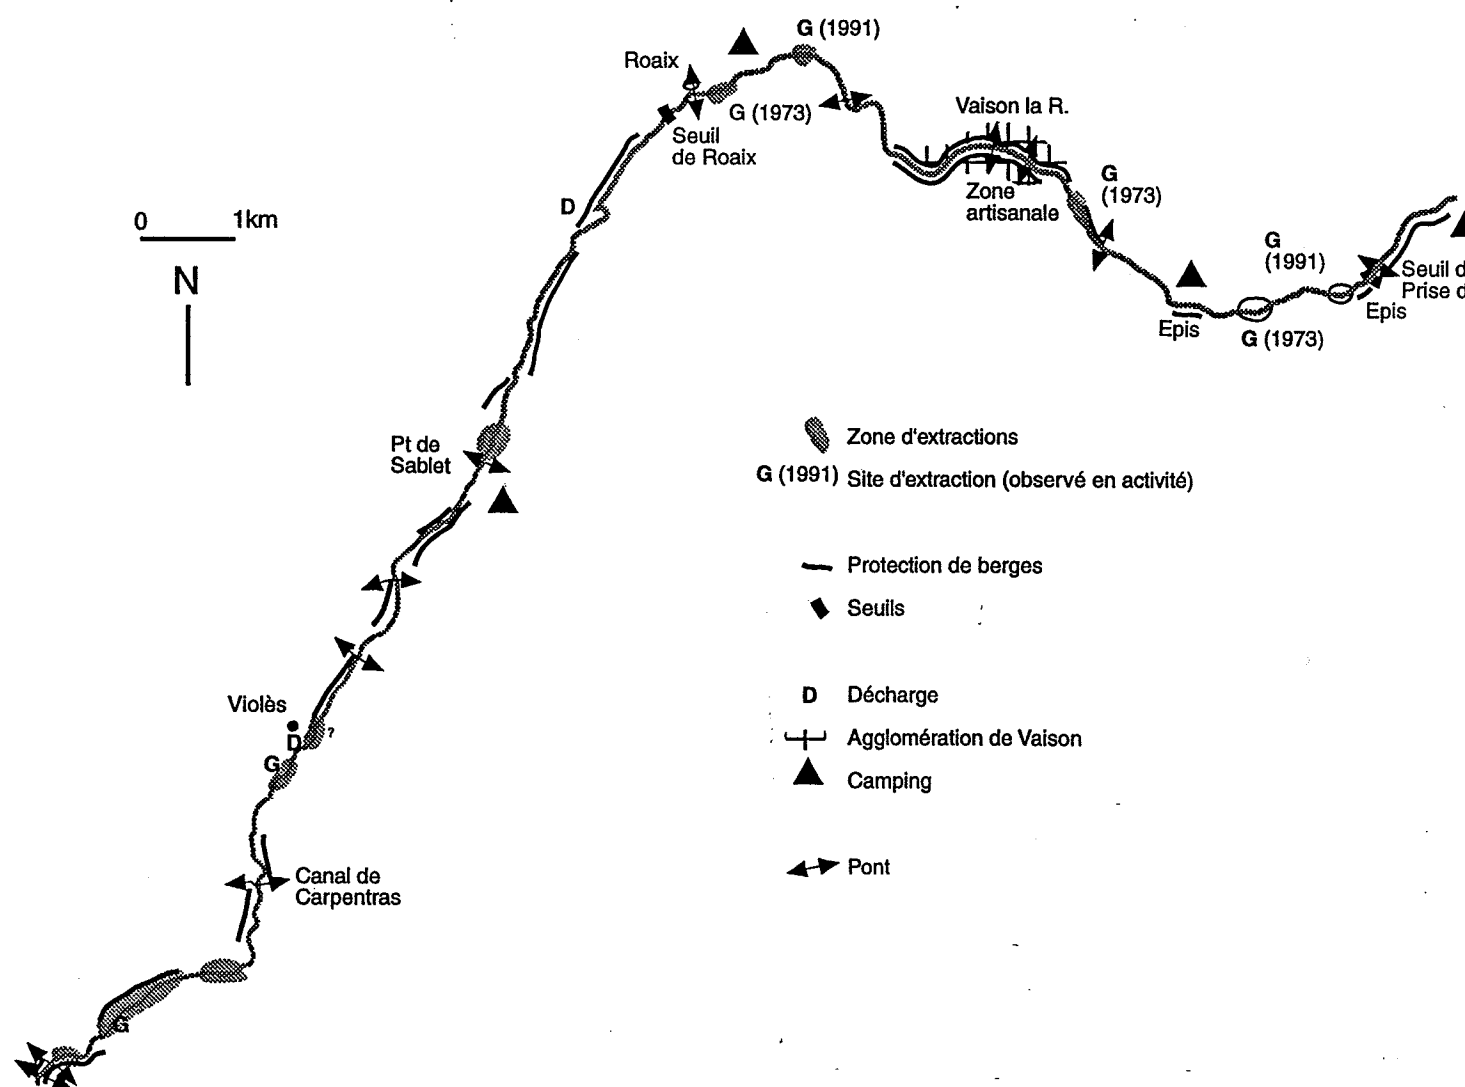 G (1991)
Roaix
G (1973)
Seuil
de Roaix
Vaison la R.
Zone
artisanale
G
(1973)
D
0 1km
N
G
(1991)
Seuil d
Prise d
Epis
Epis
G (1973)
Pt de
Sablet
Zone d'extractions
G (1991) Site d'extraction (observé en activité)
Protection de berges
Seuils
D Décharge
Agglomération de Vaison
Camping
Pont
Violès
D ?
G
Canal de
Carpentras
G